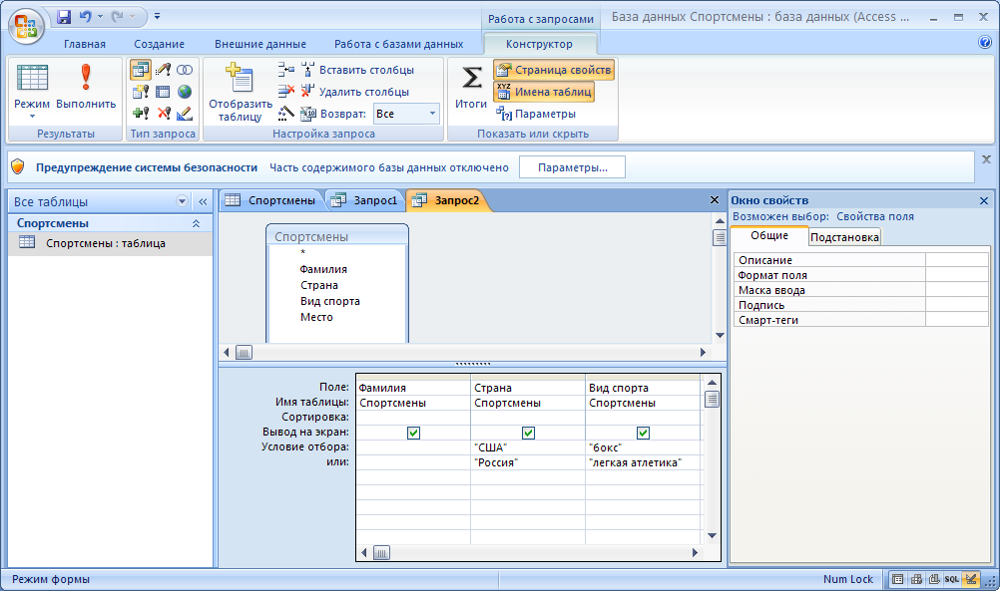 Работа с запросами
База данных Спортсмены : база данных (Access ...
Главная Создание Внешние данные Работа с базами данных Конструктор
Режим Выполнить
Результаты
Тип запроса
Отобразить таблицу
Вставить столбцы
Удалить столбцы
Возврат: Все
Настройка запроса
Итоги
Страница свойств
XYZ Имена таблиц
Параметры
Показать или скрыть
Предупреждение системы безопасности Часть содержимого базы данных отключено Параметры...
Все таблицы
Спортсмены
Спортсмены : таблица
Спортсмены Запрос1 Запрос2
Спортсмены
*
Фамилия
Страна
Вид спорта
Место
Поле: Фамилия Страна Вид спорта
Имя таблицы: Спортсмены Спортсмены Спортсмены
Сортировка:
Вывод на экран:
Условие отбора: "США" "бокс"
или: "Россия" "легкая атлетика"
Окно свойств
Возможен выбор: Свойства поля
Общие Подстановка
Описание
Формат поля
Маска ввода
Подпись
Смарт-теги
Режим формы
Num Lock
SQL